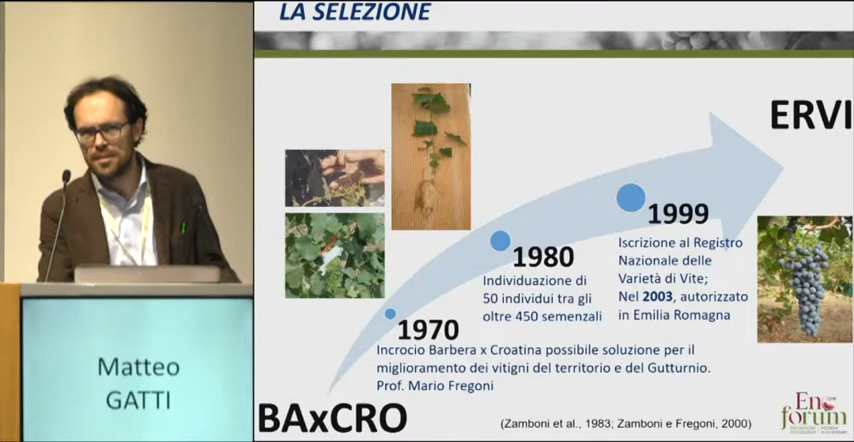 LA SELEZIONE
ERVI
1999
Iscrizione al Registro
Nazionale delle
Varietà di Vite;
Nel 2003, autorizzato
in Emilia Romagna
1980
Individuazione di
50 individui tra gli
oltre 450 semenzali
1970
Incrocio Barbera x Croatina possibile soluzione per il
miglioramento dei vitigni del territorio e del Gutturnio.
Prof. Mario Fregoni
BAxCRO
(Zamboni et al., 1983; Zamboni e Fregoni, 2000)
Matteo
GATTI
En
forum